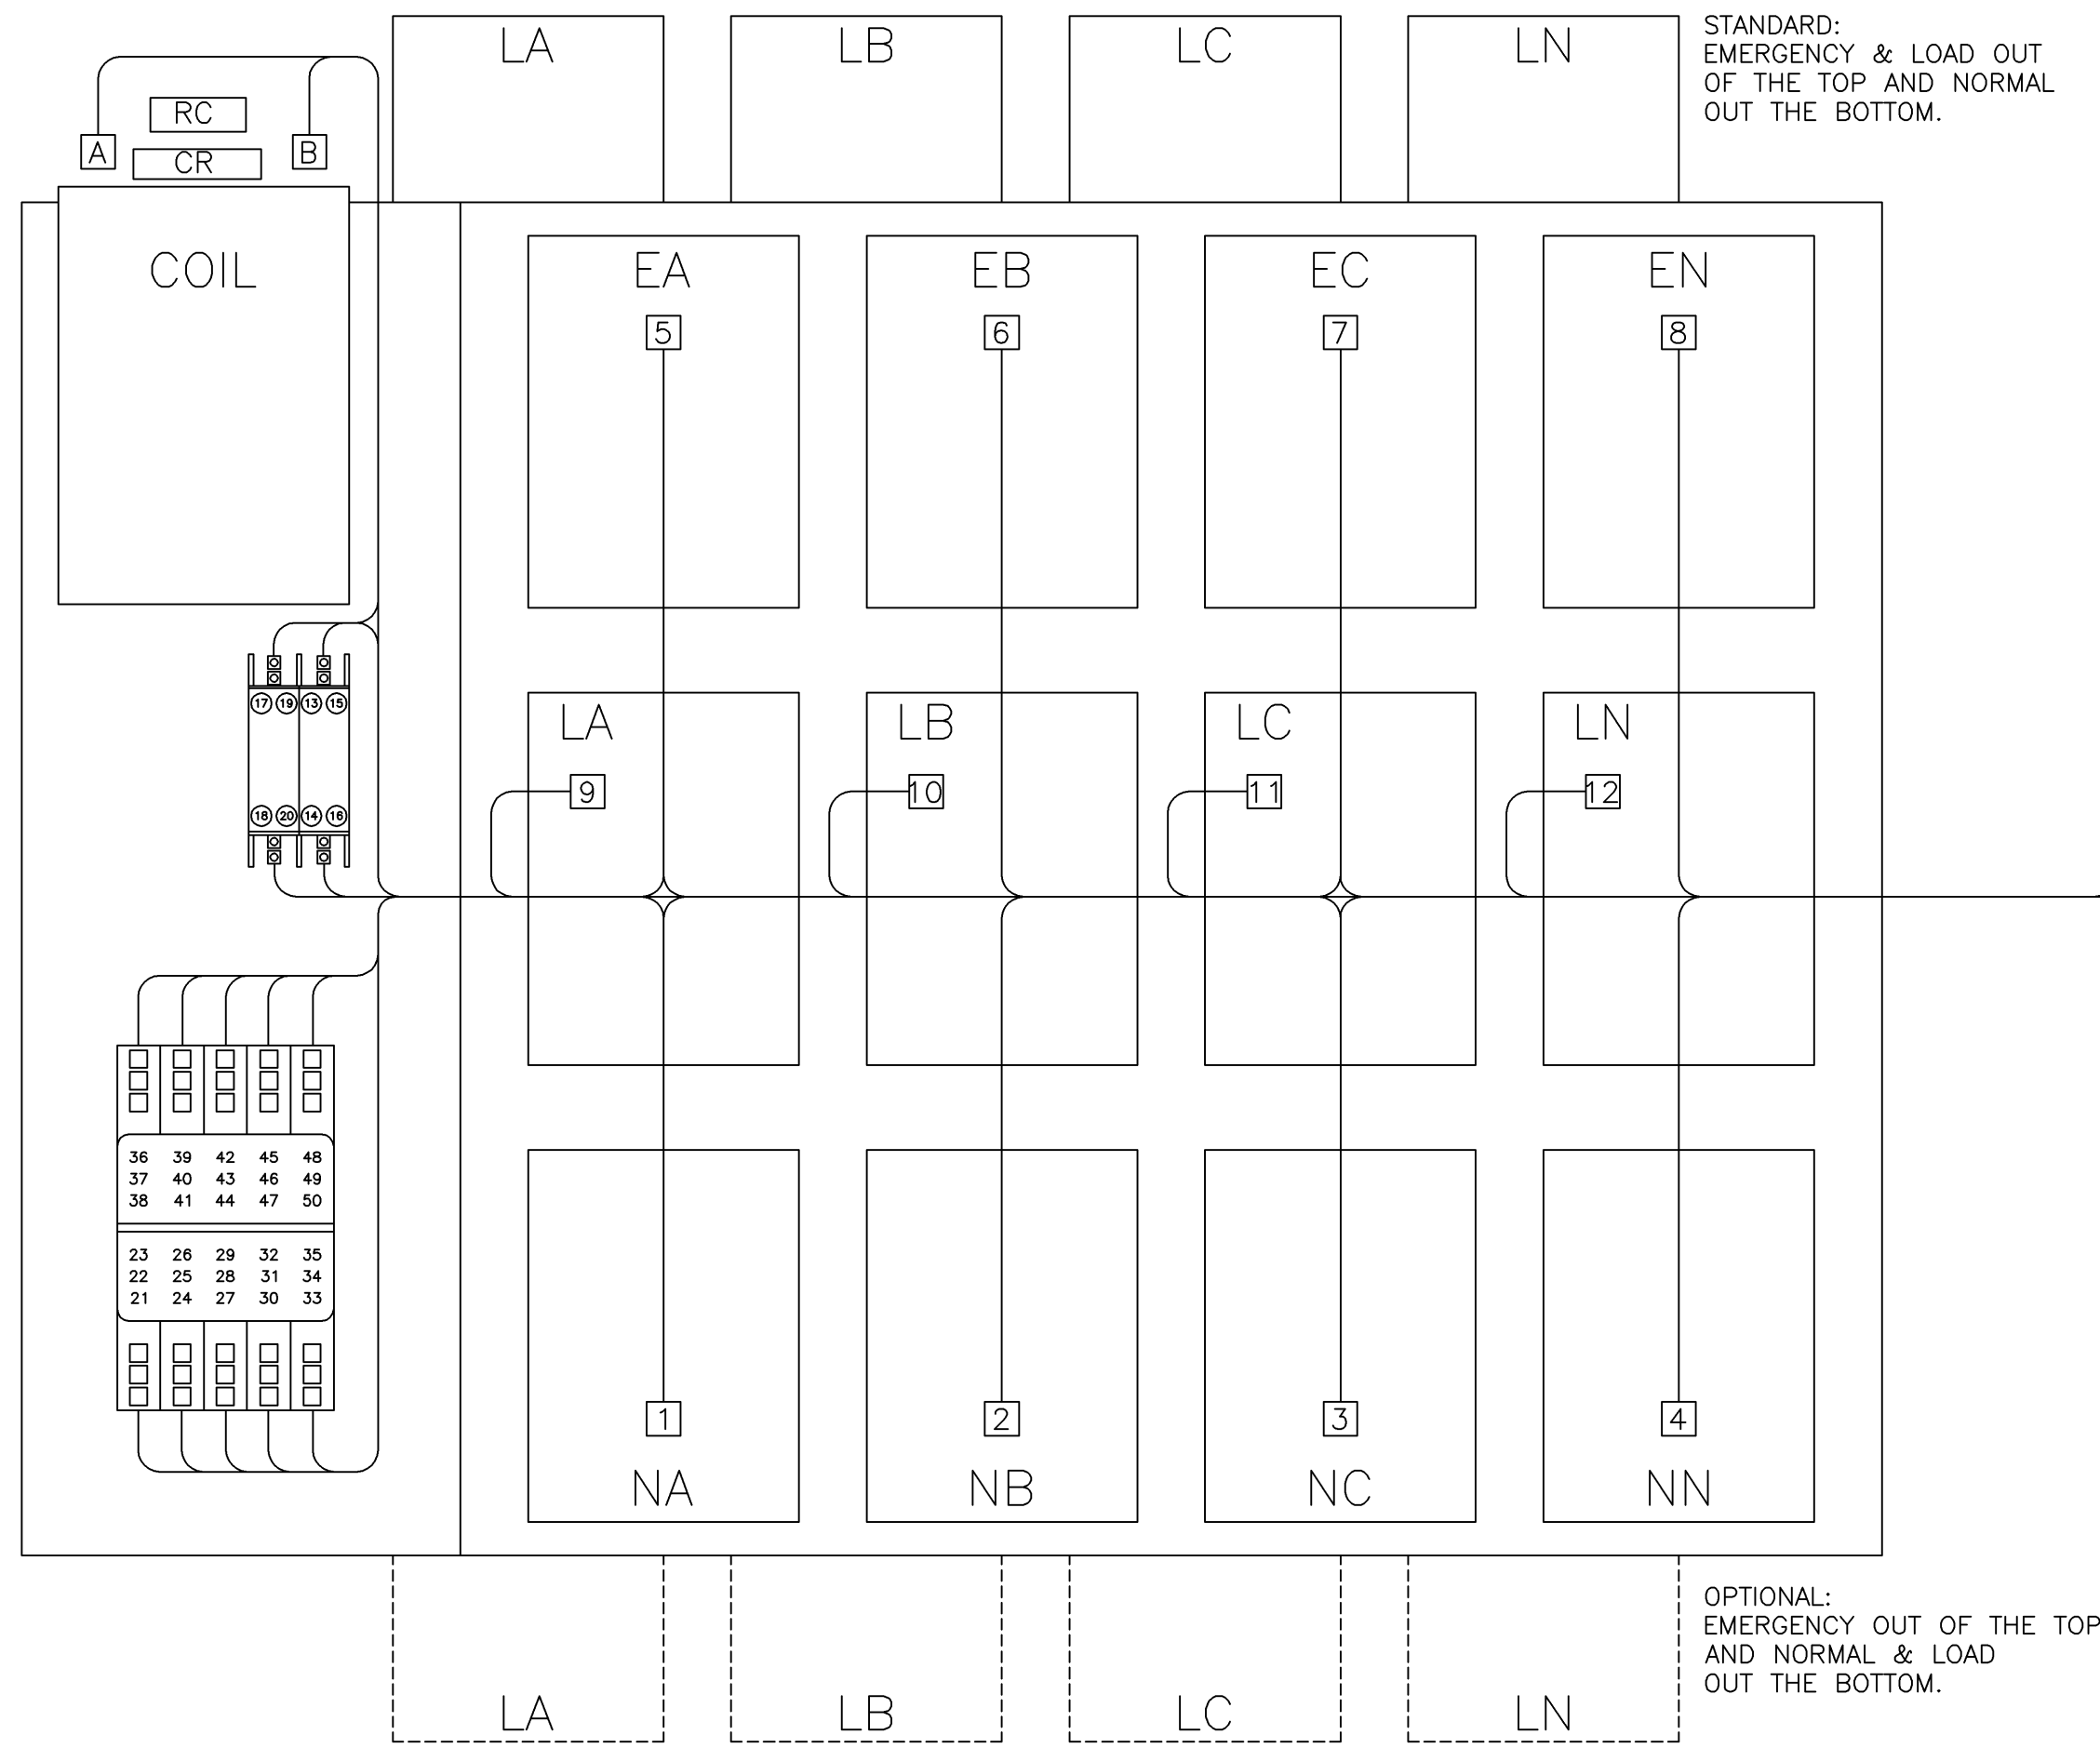 LA LB LC LN
STANDARD:
EMERGENCY & LOAD OUT
OF THE TOP AND NORMAL
OUT THE BOTTOM.
RC
A B
CR
COIL
EA EB EC EN
5 6 7 8
17 19 13 15
LA LB LC LN
9 10 11 12
18 20 14 16
36 39 42 45 48
37 40 43 46 49
38 41 44 47 50
23 26 29 32 35
22 25 28 31 34
21 24 27 30 33
1 2 3 4
NA NB NC NN
OPTIONAL:
EMERGENCY OUT OF THE TOP
AND NORMAL & LOAD
OUT THE BOTTOM.
LA LB LC LN